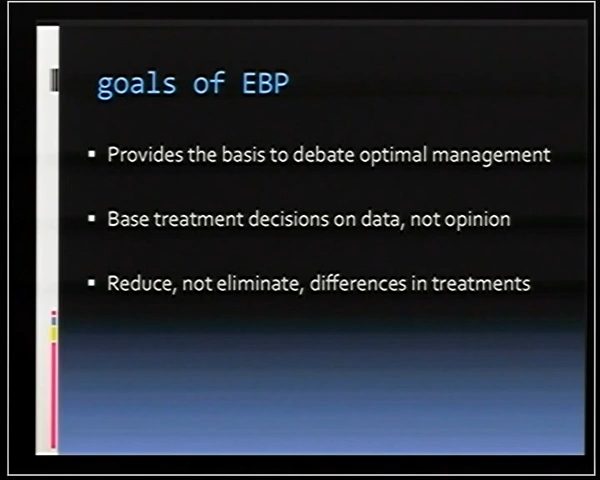 goals of EBP
Provides the basis to debate optimal management
Base treatment decisions on data, not opinion
Reduce, not eliminate, differences in treatments